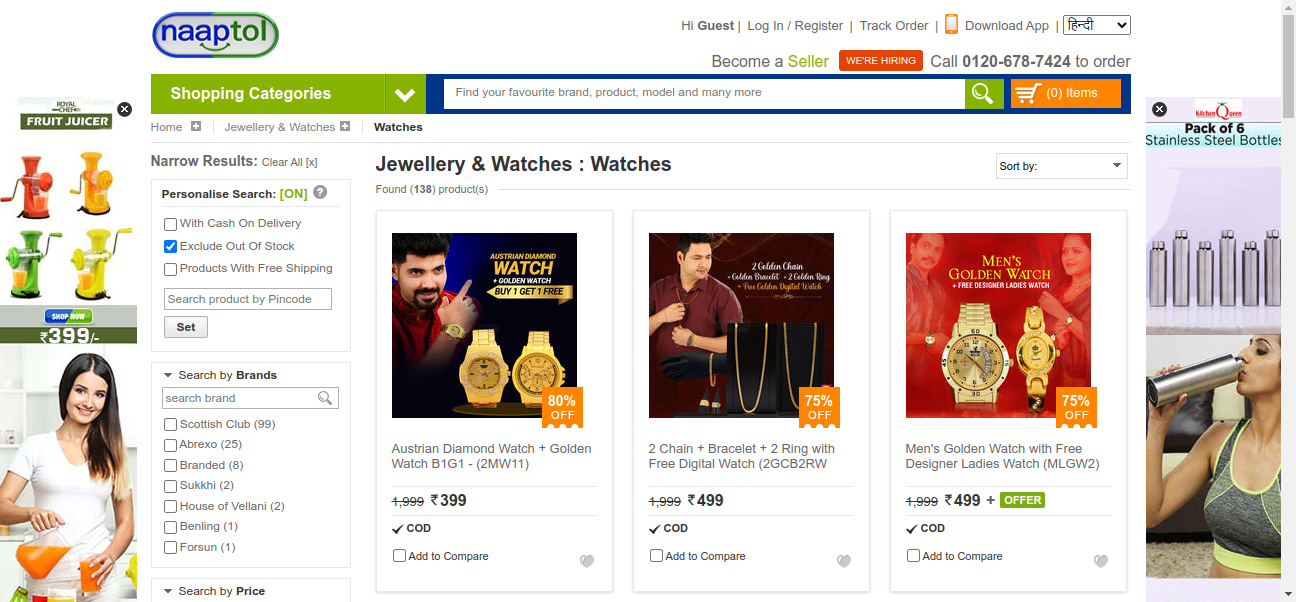 naaptol
Hi Guest | Log In / Register | Track Order | Download App | हिन्दी
Become a Seller WE'RE HIRING Call 0120-678-7424 to order
Shopping Categories
Find your favourite brand, product, model and many more
(0) Items
Home | Jewellery & Watches | Watches
ROYAL CHEF
FRUIT JUICER
SHOP NOW
₹399/-
Narrow Results: Clear All [x]
Personalise Search: [ON] ?
With Cash On Delivery
Exclude Out Of Stock
Products With Free Shipping
Search product by Pincode
Set
Search by Brands
search brand
Scottish Club (99)
Abrexo (25)
Branded (8)
Sukkhi (2)
House of Vellani (2)
Benling (1)
Forsun (1)
Search by Price
Jewellery & Watches : Watches
Sort by:
Found (138) product(s)
AUSTRIAN DIAMOND
WATCH
+ GOLDEN WATCH
BUY 1 GET 1 FREE
80%
OFF
Austrian Diamond Watch + Golden
Watch B1G1 - (2MW11)
1,999 ₹399
COD
Add to Compare
2 Golden Chain
+ Golden Bracelet + 2 Golden Ring
+ Free Golden Digital Watch
75%
OFF
2 Chain + Bracelet + 2 Ring with
Free Digital Watch (2GCB2RW
1,999 ₹499
COD
Add to Compare
MEN'S
GOLDEN WATCH
+ FREE DESIGNER LADIES WATCH
75%
OFF
Men's Golden Watch with Free
Designer Ladies Watch (MLGW2)
1,999 ₹499 + OFFER
COD
Add to Compare
Kitchen Queen
Pack of 6
Stainless Steel Bottles